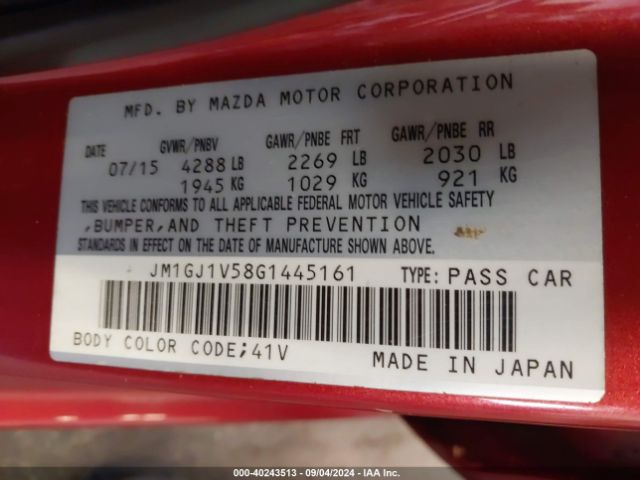 MFD. BY MAZDA MOTOR CORPORATION
DATE GVWR/PNBV GAWR/PNBE FRT GAWR/PNBE RR
07/15 4288 LB 2269 LB 2030 LB
1945 KG 1029 KG 921 KG
THIS VEHICLE CONFORMS TO ALL APPLICABLE FEDERAL MOTOR VEHICLE SAFETY
,BUMPER,AND THEFT PREVENTION
STANDARDS IN EFFECT ON THE DATE OF MANUFACTURE SHOWN ABOVE.
JM1GJ1V58G1445161 TYPE: PASS CAR
BODY COLOR CODE;41V MADE IN JAPAN
000-40243513 - 09/04/2024 - IAA Inc.